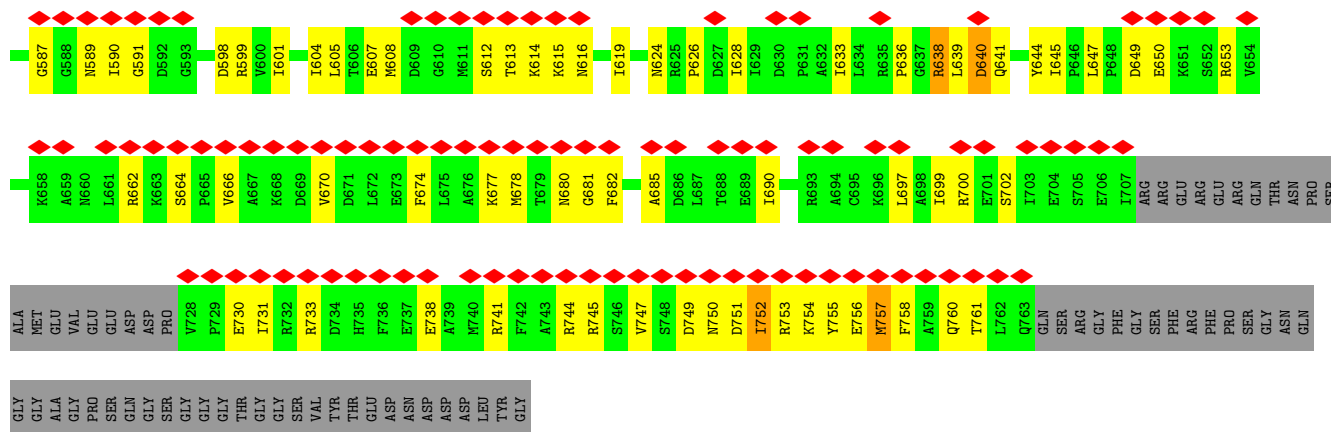 G587 G588 N589 I590 G591 D592 G593 D598 R599 V600 I601 I604 L605 T606 E607 M608 D609 G610 M611 S612 T613 K614 K615 N616 I619 N624 R625 P626 D627 I628 I629 D630 P631 A632 I633 L634 R635 P636 G637 R638 L639 D640 Q641 Y644 I645 P646 L647 P648 D649 E650 K651 S652 R653 V654
K658 A659 N660 L661 R662 K663 S664 P665 V666 A667 K668 D669 V670 D671 L672 E673 F674 L675 A676 K677 M678 T679 N680 G681 F682 A685 D686 L687 T688 E689 I690 R693 A694 C695 K696 L697 A698 I699 R700 E701 S702 I703 E704 S705 E706 I707 ARG ARG GLU ARG GLU ARG GLN THR ASN PRO SER
ALA MET GLU VAL GLU GLU ASP ASP PRO V728 P729 E730 I731 R732 R733 D734 H735 F736 E737 E738 A739 M740 R741 F742 A743 R744 R745 S746 V747 S748 D749 N750 D751 I752 R753 K754 Y755 E756 M757 F758 A759 Q760 T761 L762 Q763 GLN SER ARG GLY PHE GLY SER PHE ARG PHE PRO SER GLY ASN GLN
GLY GLY ALA GLY PRO SER GLN GLY SER GLY GLY GLY THR GLY GLY SER VAL TYR THR GLU ASP ASN ASP ASP LEU TYR GLY